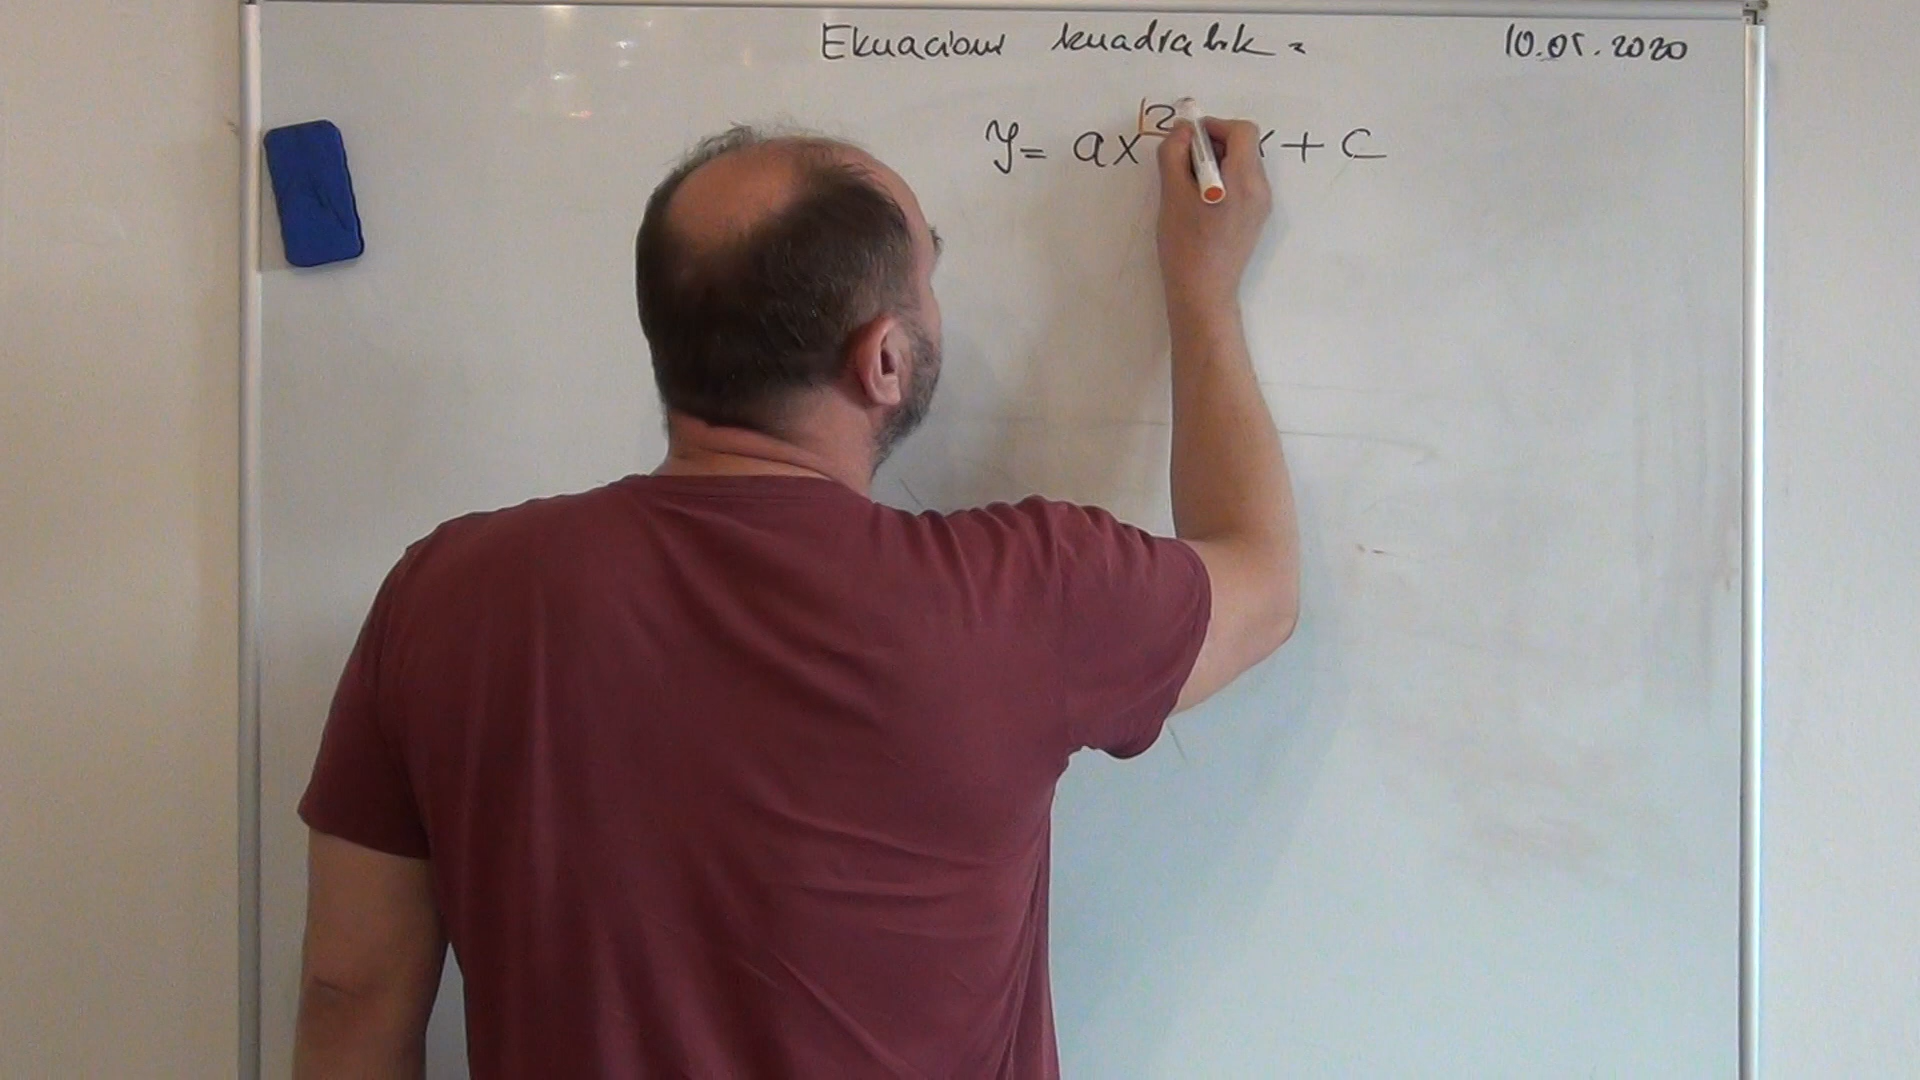 Ekuacioni kuadratik = 10.05.2020
y = ax² x + c